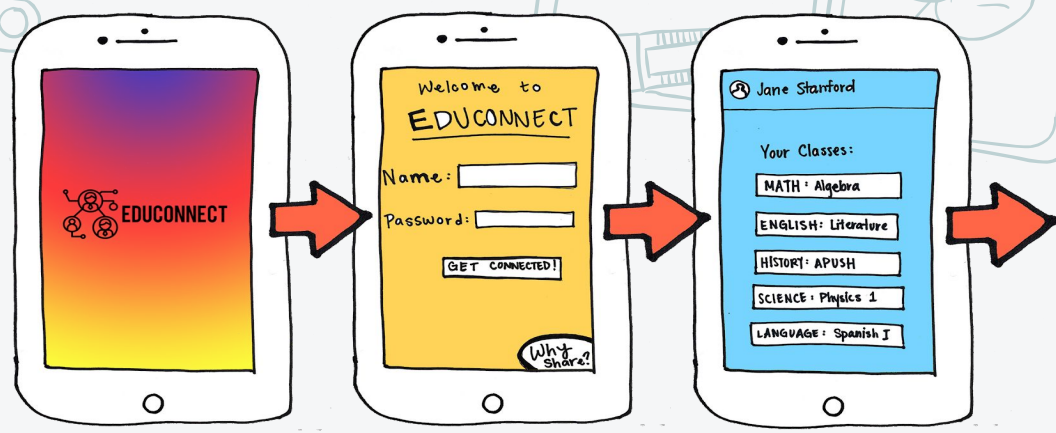 EDUCONNECT
Welcome to
EDUCONNECT
Name:
Password:
GET CONNECTED!
Why
Share?
Jane Stanford
Your Classes:
MATH: Algebra
ENGLISH: Literature
HISTORY: APUSH
SCIENCE: Physics 1
LANGUAGE: Spanish I